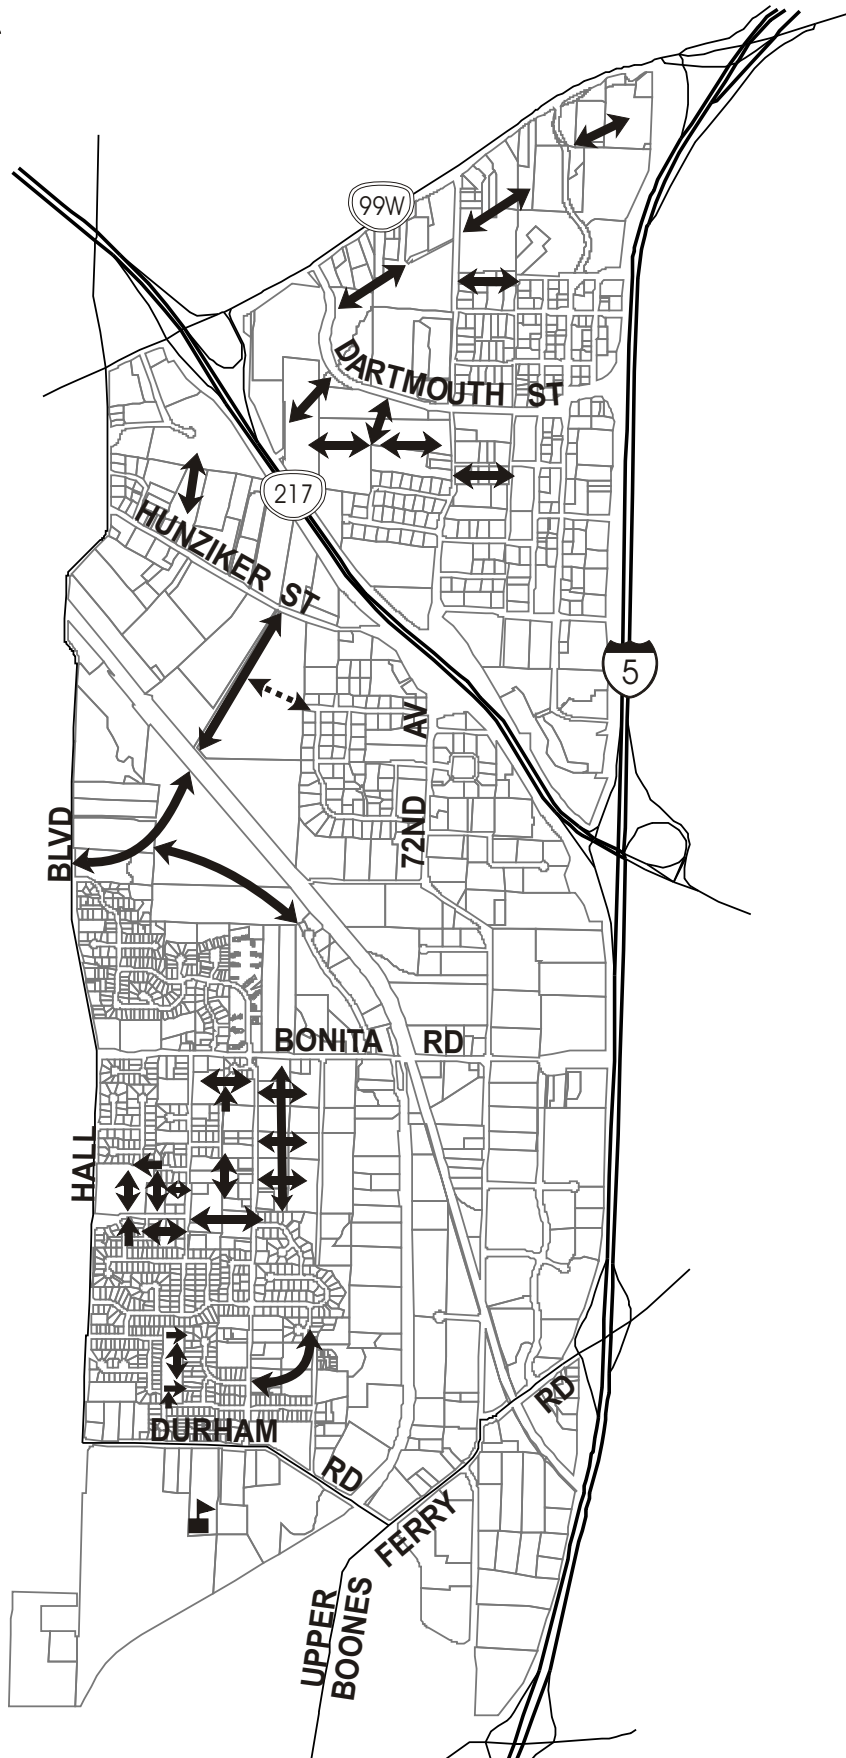 99W
DARTMOUTH ST
217
HUNZIKER ST
5
72ND AV
HALL BLVD
BONITA RD
DURHAM RD
UPPER BOONES FERRY RD